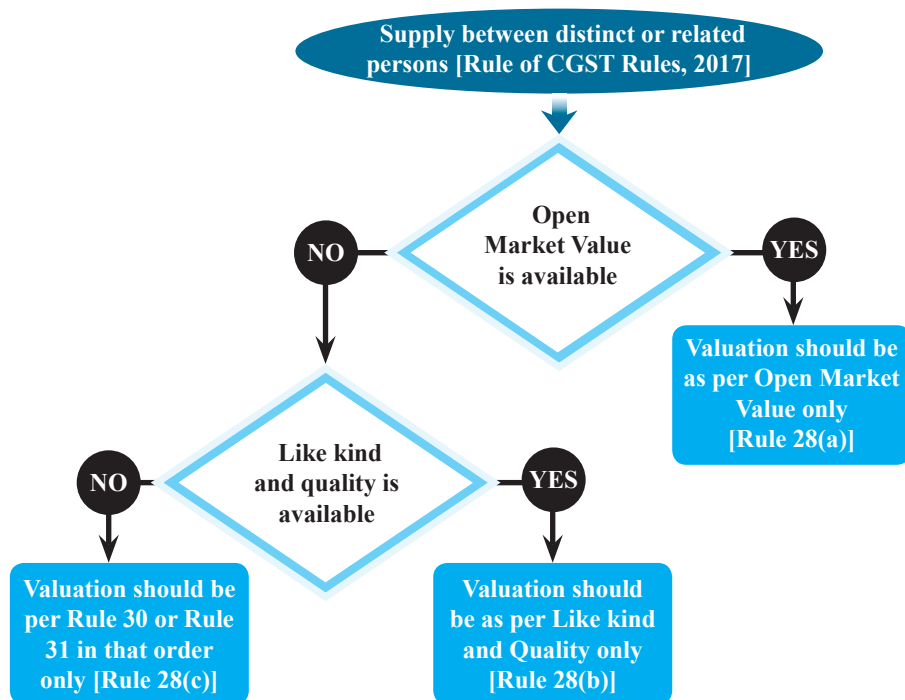 Supply between distinct or related
persons [Rule of CGST Rules, 2017]
Open
Market Value
is available
NO
YES
Valuation should be
as per Open Market
Value only
[Rule 28(a)]
Like kind
and quality is
available
NO
YES
Valuation should be
per Rule 30 or Rule
31 in that order
only [Rule 28(c)]
Valuation should
be as per Like kind
and Quality only
[Rule 28(b)]